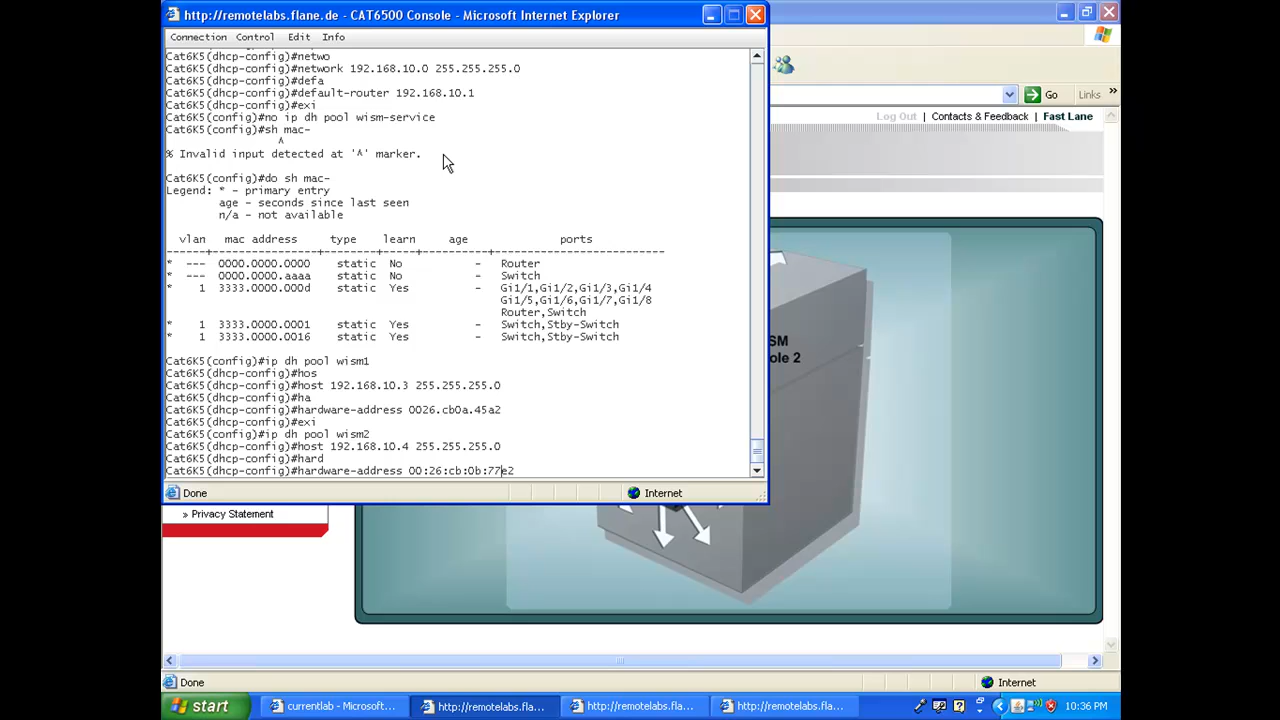 http://remotelabs.flane.de - CAT6500 Console - Microsoft Internet Explorer
Connection Control Edit Info
Cat6K5(dhcp-config)#netwo
Cat6K5(dhcp-config)#network 192.168.10.0 255.255.255.0
Cat6K5(dhcp-config)#defa
Cat6K5(dhcp-config)#default-router 192.168.10.1
Cat6K5(dhcp-config)#exi
Cat6K5(config)#no ip dh pool wism-service
Cat6K5(config)#sh mac-
^
% Invalid input detected at '^' marker.
Cat6K5(config)#do sh mac-
Legend: * - primary entry
age - seconds since last seen
n/a - not available
vlan mac address type learn age ports
------+----------------+--------+-----+----------+--------------------------
* --- 0000.0000.0000 static No - Router
* --- 0000.0000.aaaa static No - Switch
* 1 3333.0000.000d static Yes - Gi1/1,Gi1/2,Gi1/3,Gi1/4
Gi1/5,Gi1/6,Gi1/7,Gi1/8
Router,Switch
* 1 3333.0000.0001 static Yes - Switch,Stby-Switch
* 1 3333.0000.0016 static Yes - Switch,Stby-Switch
Cat6K5(config)#ip dh pool wism1
Cat6K5(dhcp-config)#hos
Cat6K5(dhcp-config)#host 192.168.10.3 255.255.255.0
Cat6K5(dhcp-config)#ha
Cat6K5(dhcp-config)#hardware-address 0026.cb0a.45a2
Cat6K5(dhcp-config)#exi
Cat6K5(config)#ip dh pool wism2
Cat6K5(dhcp-config)#host 192.168.10.4 255.255.255.0
Cat6K5(dhcp-config)#hard
Cat6K5(dhcp-config)#hardware-address 00:26:cb:0b:77e2
Done Internet
Go Links »
Log Out | Contacts & Feedback | Fast Lane
SM
ole 2
» Privacy Statement
Done Internet
start currentlab - Microsoft... http://remotelabs.fla... http://remotelabs.fla... http://remotelabs.fla... 10:36 PM